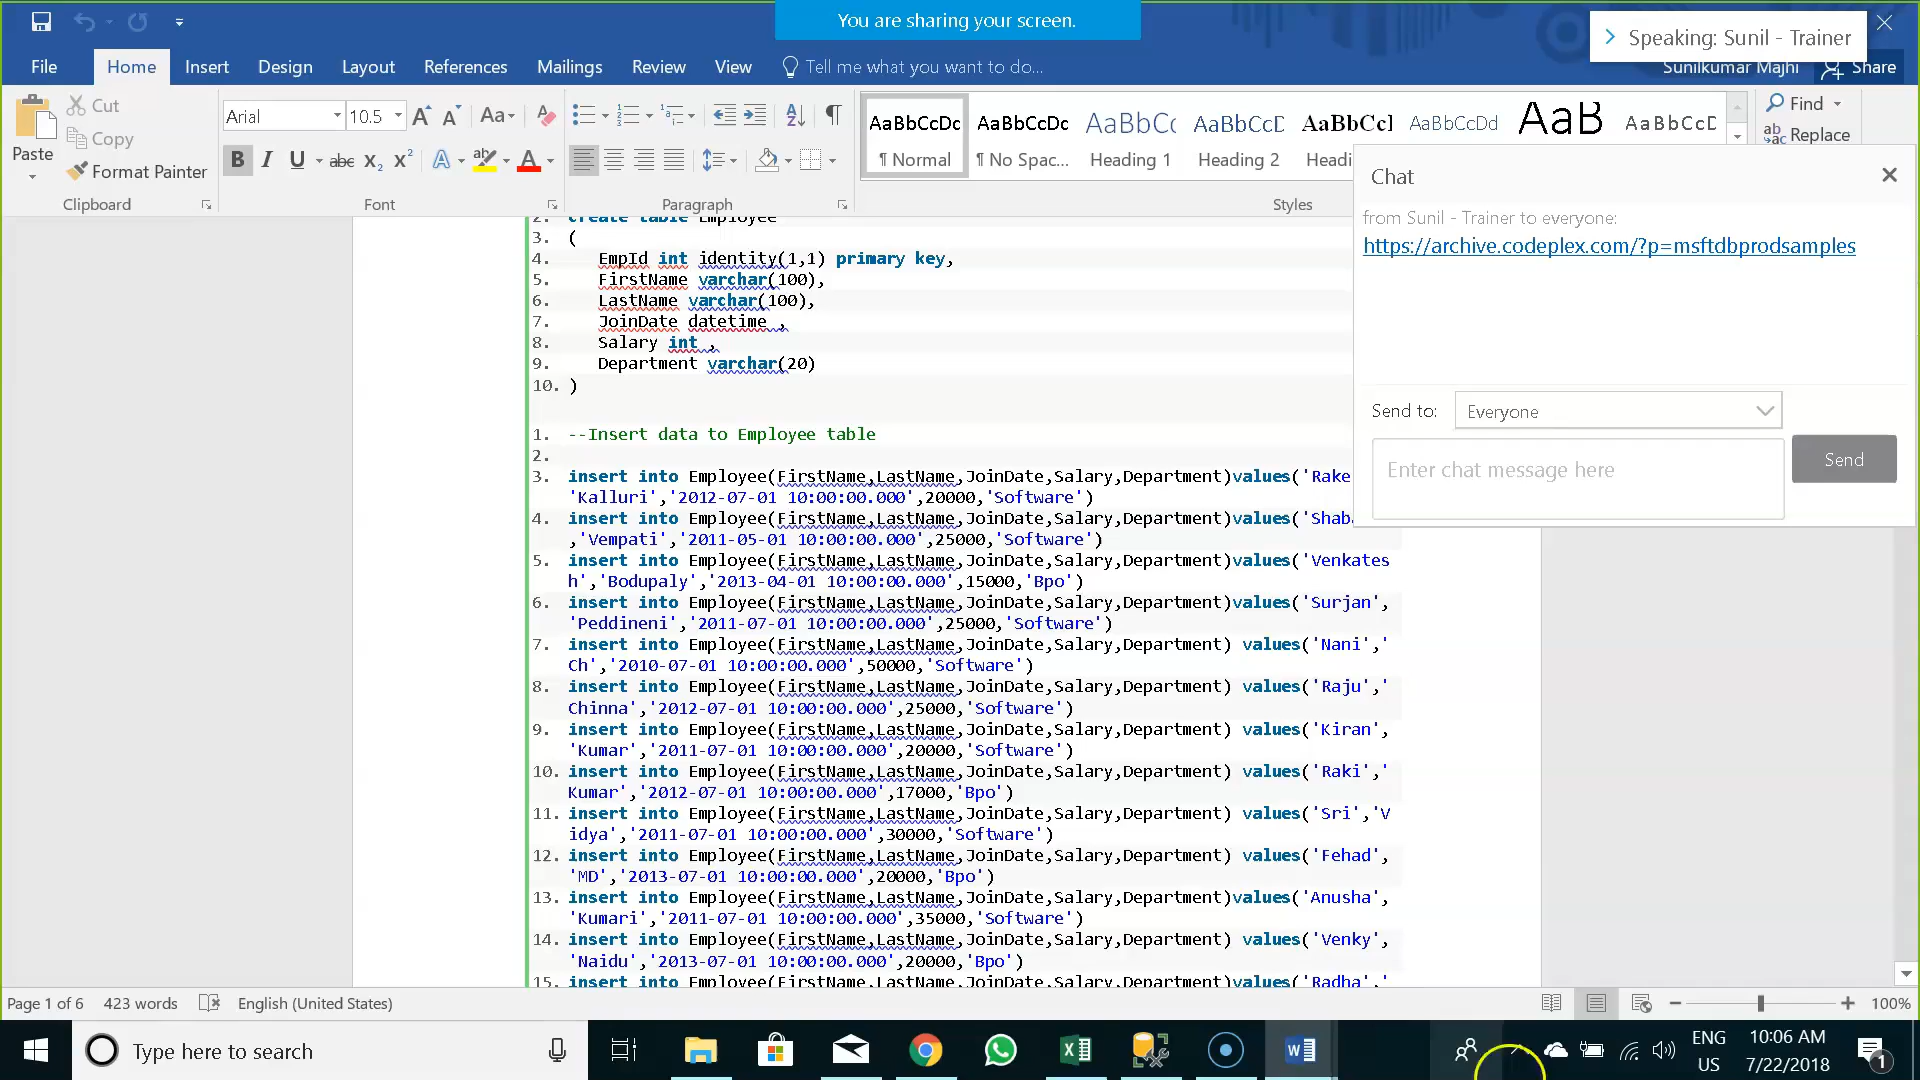 You are sharing your screen.
Speaking: Sunil - Trainer
File Home Insert Design Layout References Mailings Review View Tell me what you want to do... Sunilkumar Majhi Share
Cut
Copy
Format Painter
Paste
Clipboard
Arial 10.5
Font
Paragraph
AaBbCcDc AaBbCcDc AaBbCc AaBbCcD AaBbCcI AaBbCcDd AaB AaBbCcD
¶ Normal ¶ No Spac... Heading 1 Heading 2 Headi
Styles
Find
Replace
2. create table Employee
3. (
4. EmpId int identity(1,1) primary key,
5. FirstName varchar(100),
6. LastName varchar(100),
7. JoinDate datetime ,
8. Salary int ,
9. Department varchar(20)
10. )
1. --Insert data to Employee table
2.
3. insert into Employee(FirstName,LastName,JoinDate,Salary,Department)values('Rake
'Kalluri','2012-07-01 10:00:00.000',20000,'Software')
4. insert into Employee(FirstName,LastName,JoinDate,Salary,Department)values('Shab
,'Vempati','2011-05-01 10:00:00.000',25000,'Software')
5. insert into Employee(FirstName,LastName,JoinDate,Salary,Department)values('Venkates
h','Bodupaly','2013-04-01 10:00:00.000',15000,'Bpo')
6. insert into Employee(FirstName,LastName,JoinDate,Salary,Department)values('Surjan',
'Peddineni','2011-07-01 10:00:00.000',25000,'Software')
7. insert into Employee(FirstName,LastName,JoinDate,Salary,Department)values('Nani','
Ch','2010-07-01 10:00:00.000',50000,'Software')
8. insert into Employee(FirstName,LastName,JoinDate,Salary,Department) values('Raju','
Chinna','2012-07-01 10:00:00.000',25000,'Software')
9. insert into Employee(FirstName,LastName,JoinDate,Salary,Department) values('Kiran',
'Kumar','2011-07-01 10:00:00.000',20000,'Software')
10. insert into Employee(FirstName,LastName,JoinDate,Salary,Department) values('Raki','
Kumar','2012-07-01 10:00:00.000',17000,'Bpo')
11. insert into Employee(FirstName,LastName,JoinDate,Salary,Department) values('Sri','V
idya','2011-07-01 10:00:00.000',30000,'Software')
12. insert into Employee(FirstName,LastName,JoinDate,Salary,Department) values('Fehad',
'MD','2013-07-01 10:00:00.000',20000,'Bpo')
13. insert into Employee(FirstName,LastName,JoinDate,Salary,Department)values('Anusha',
'Kumari','2011-07-01 10:00:00.000',35000,'Software')
14. insert into Employee(FirstName,LastName,JoinDate,Salary,Department) values('Venky',
'Naidu','2013-07-01 10:00:00.000',20000,'Bpo')
15. insert into Employee(FirstName,LastName,JoinDate,Salary,Department) values('Radha','
Chat
from Sunil - Trainer to everyone:
https://archive.codeplex.com/?p=msftdbprodsamples
Send to: Everyone
Enter chat message here
Send
Page 1 of 6 423 words English (United States) 100%
Type here to search
ENG
US
10:06 AM
7/22/2018
1